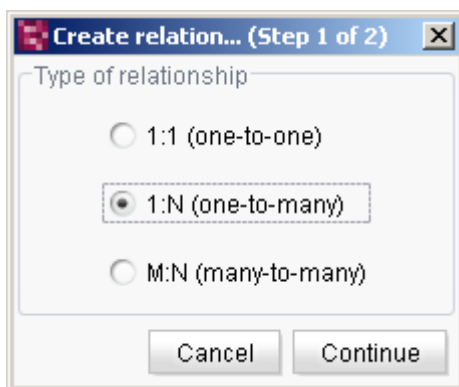 Create relation... (Step 1 of 2)
Type of relationship
1:1 (one-to-one)
1:N (one-to-many)
M:N (many-to-many)
Cancel Continue